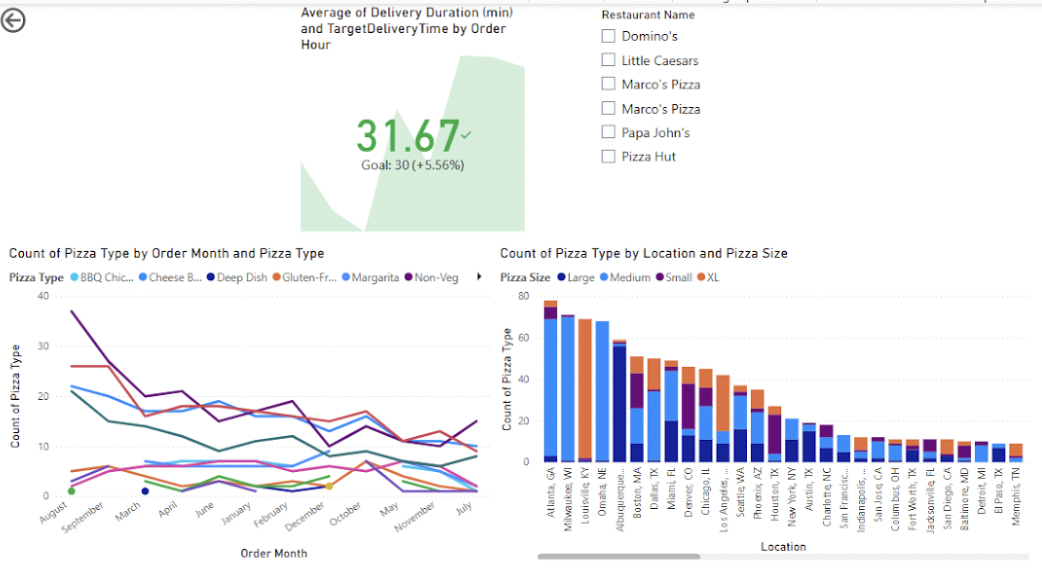 Average of Delivery Duration (min)
and TargetDeliveryTime by Order
Hour
31.67
Goal: 30 (+5.56%)
Restaurant Name
Domino's
Little Caesars
Marco's Pizza
Marco's Pizza
Papa John's
Pizza Hut
Count of Pizza Type by Order Month and Pizza Type
Pizza Type BBQ Chic... Cheese B... Deep Dish Gluten-Fr... Margarita Non-Veg
Count of Pizza Type
40
30
20
10
0
August September March April June January February December October May November July
Order Month
Count of Pizza Type by Location and Pizza Size
Pizza Size Large Medium Small XL
Count of Pizza Type
80
60
40
20
0
Atlanta, GA
Milwaukee, WI
Louisville, KY
Omaha, NE
Albuquerque...
Boston, MA
Dallas, TX
Miami, FL
Denver, CO
Chicago, IL
Los Angeles, ...
Seattle, WA
Phoenix, AZ
Houston, TX
New York, NY
Austin, TX
Charlotte, NC
San Francisc...
Indianapolis, ...
San Jose, CA
Columbus, OH
Fort Worth, TX
Jacksonville, FL
San Diego, CA
Baltimore, MD
Detroit, MI
El Paso, TX
Memphis, TN
Location